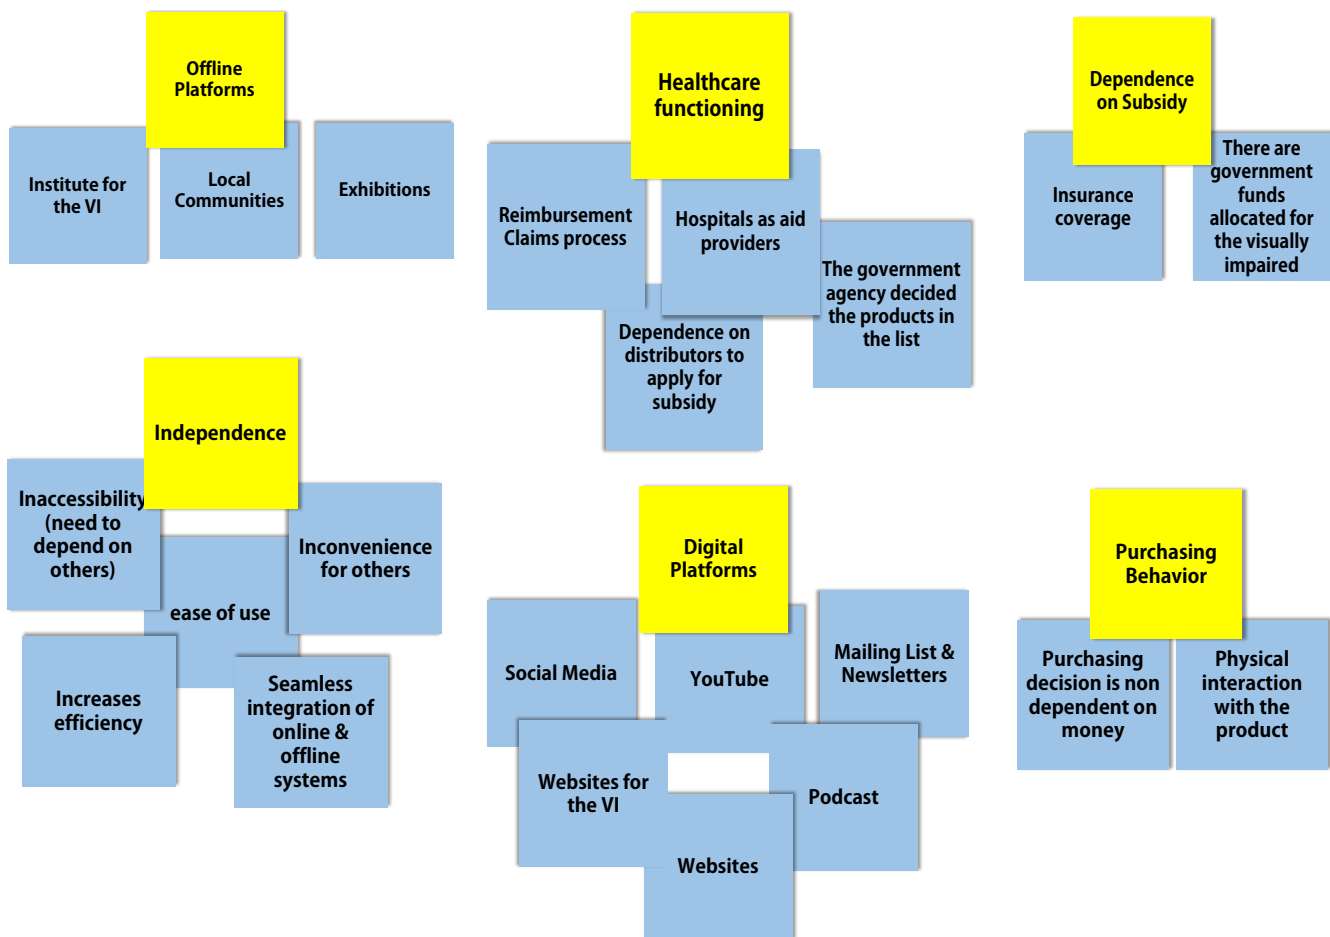 Offline
Platforms
Institute for
the VI
Local
Communities
Exhibitions
Healthcare
functioning
Reimbursement
Claims process
Hospitals as aid
providers
The government
agency decided
the products in
the list
Dependence on
distributors to
apply for
subsidy
Dependence
on Subsidy
Insurance
coverage
There are
government
funds
allocated for
the visually
impaired
Independence
Inaccessibility
(need to
depend on
others)
Inconvenience
for others
ease of use
Increases
efficiency
Seamless
integration of
online &
offline
systems
Digital
Platforms
Social Media
YouTube
Mailing List &
Newsletters
Websites for
the VI
Podcast
Websites
Purchasing
Behavior
Purchasing
decision is non
dependent on
money
Physical
interaction
with the
product